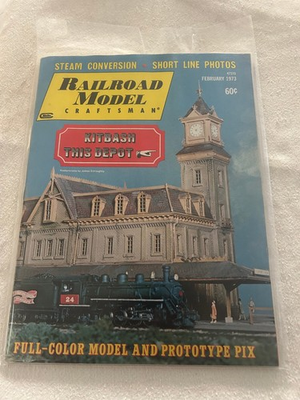 STEAM CONVERSION • SHORT LINE PHOTOS
FEBRUARY 1973
60¢
RAILROAD
MODEL
CRAFTSMAN
KITBASH
THIS DEPOT
24
FULL-COLOR MODEL AND PROTOTYPE PIX